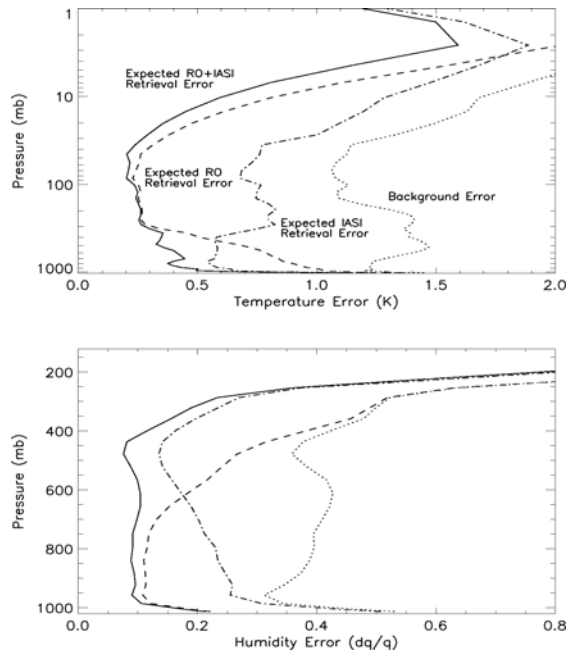 1
10
100
1000
Pressure (mb)
Expected RO+IASI
Retrieval Error
Expected RO
Retrieval Error
Background Error
Expected IASI
Retrieval Error
0.0 0.5 1.0 1.5 2.0
Temperature Error (K)
200
400
600
800
1000
Pressure (mb)
0.0 0.2 0.4 0.6 0.8
Humidity Error (dq/q)